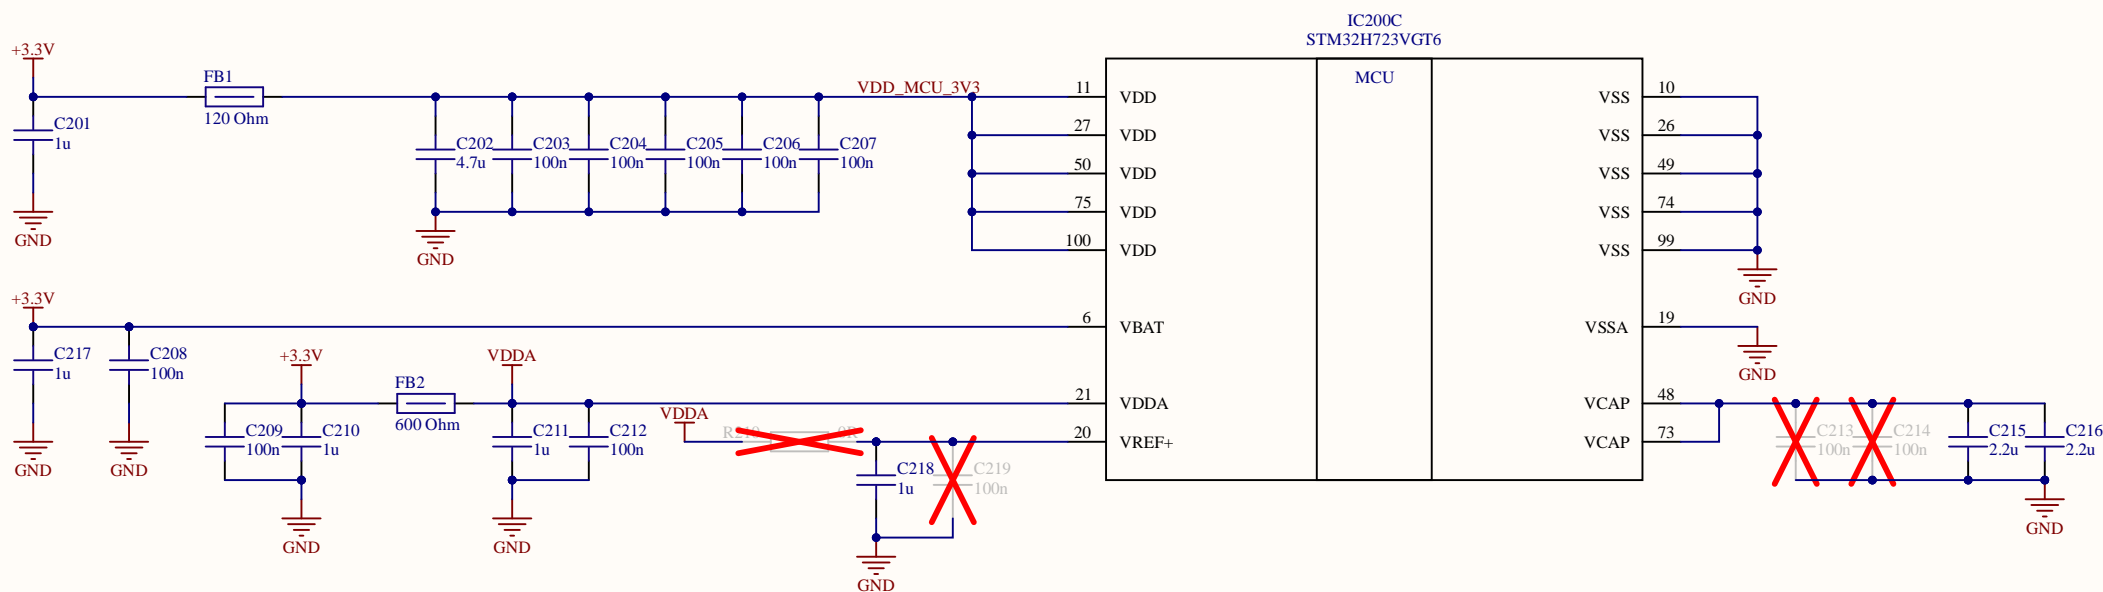 IC200C
STM32H723VGT6
MCU
+3.3V
C201
1u
GND
FB1
120 Ohm
C202
4.7u
C203
100n
C204
100n
C205
100n
C206
100n
C207
100n
GND
VDD_MCU_3V3
11 VDD
27 VDD
50 VDD
75 VDD
100 VDD
VSS 10
VSS 26
VSS 49
VSS 74
VSS 99
GND
+3.3V
C217
1u
GND
C208
100n
GND
6 VBAT
VSSA 19
GND
+3.3V
C209
100n
C210
1u
GND
FB2
600 Ohm
VDDA
C211
1u
C212
100n
GND
21 VDDA
VDDA
0R
20 VREF+
C218
1u
C219
100n
GND
VCAP 48
VCAP 73
C213
100n
C214
100n
C215
2.2u
C216
2.2u
GND